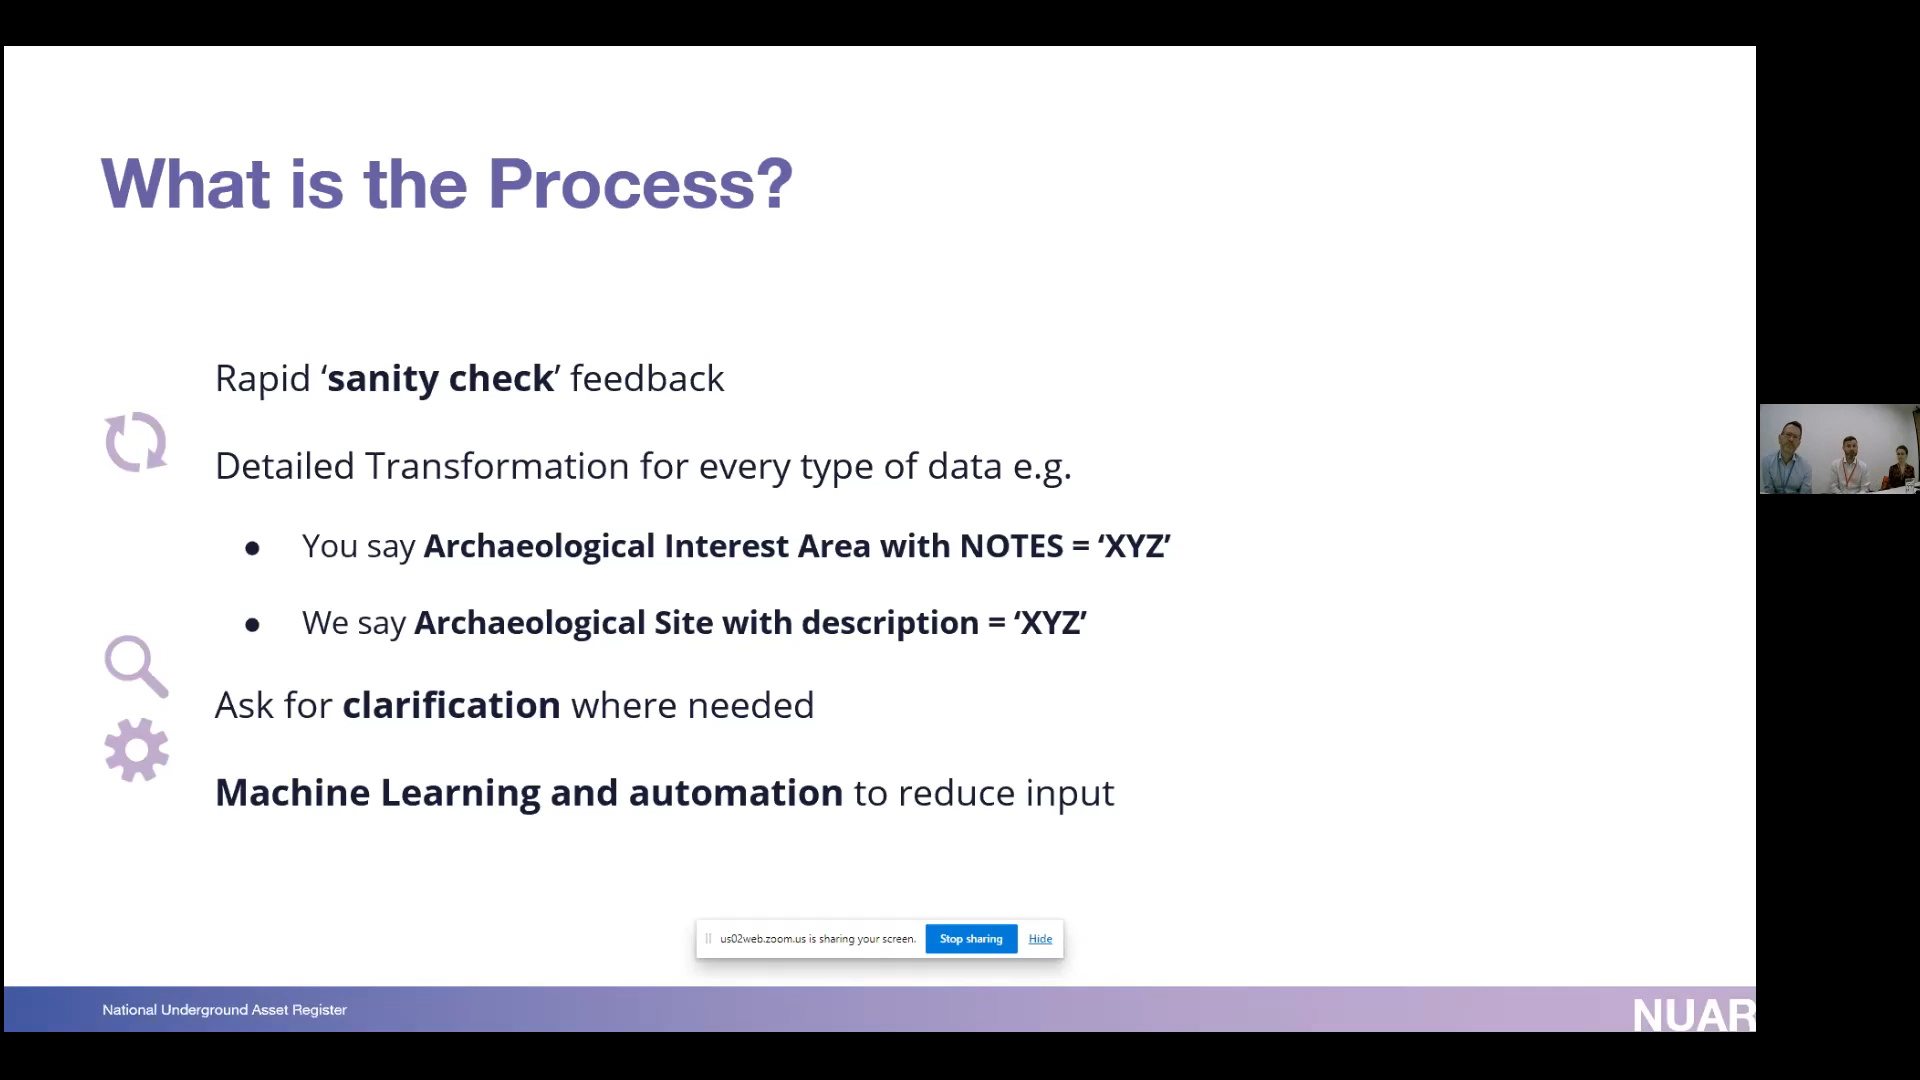 What is the Process?
Rapid ‘sanity check’ feedback
Detailed Transformation for every type of data e.g.
● You say Archaeological Interest Area with NOTES = ‘XYZ’
● We say Archaeological Site with description = ‘XYZ’
Ask for clarification where needed
Machine Learning and automation to reduce input
us02web.zoom.us is sharing your screen. Stop sharing Hide
National Underground Asset Register
NUAR